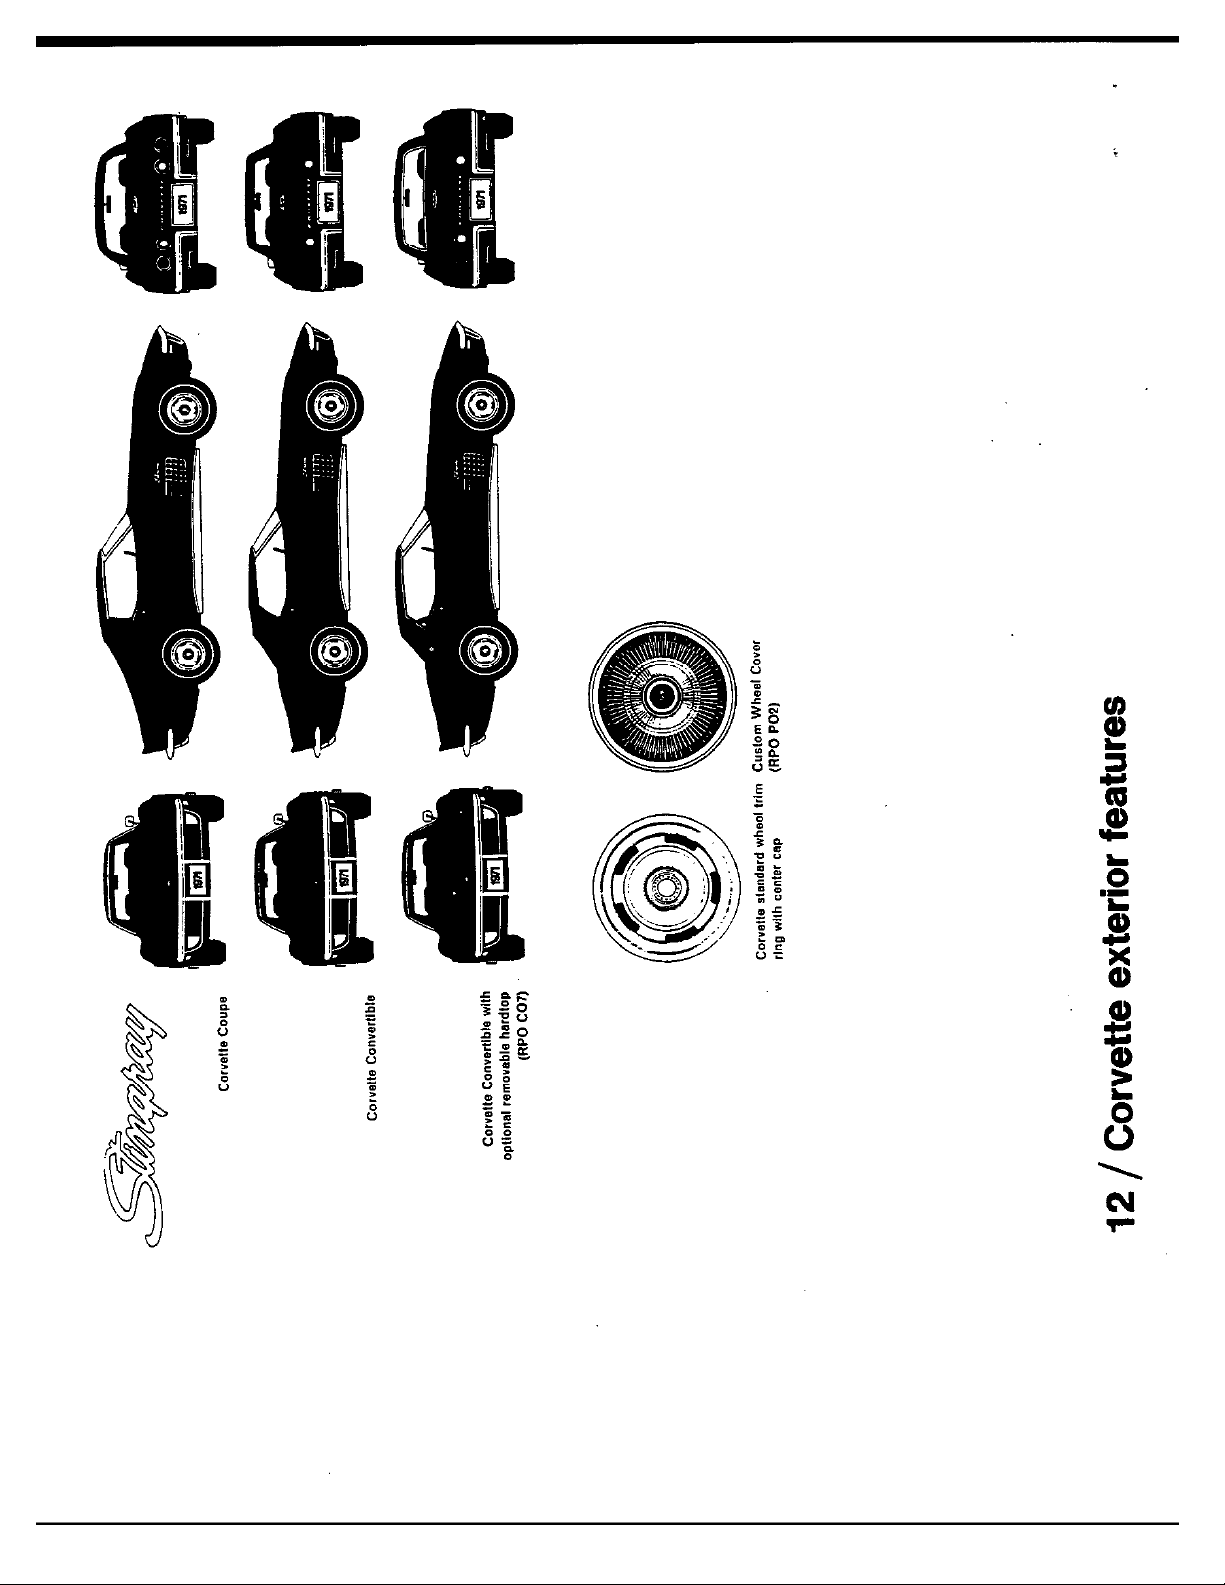 Stingray
Corvette Coupe
1971
1971
Corvette Convertible
1971
1971
Corvette Convertible with
optional removable hardtop
(RPO CO7)
1971
1971
Corvette standard wheel trim
ring with center cap
Custom Wheel Cover
(RPO PO2)
12 / Corvette exterior features